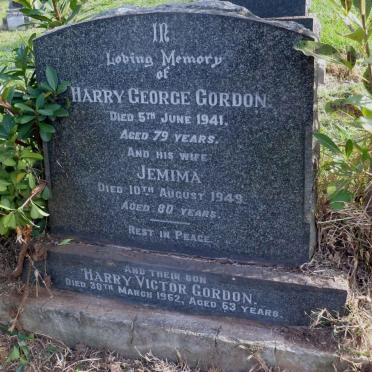 IN
Loving Memory
of
HARRY GEORGE GORDON.
DIED 5TH JUNE 1941.
AGED 79 YEARS.
AND HIS WIFE
JEMIMA
DIED 10TH AUGUST 1949.
AGED 80 YEARS.
REST IN PEACE.
AND THEIR SON
HARRY VICTOR GORDON.
DIED 30TH MARCH 1962, AGED 63 YEARS.